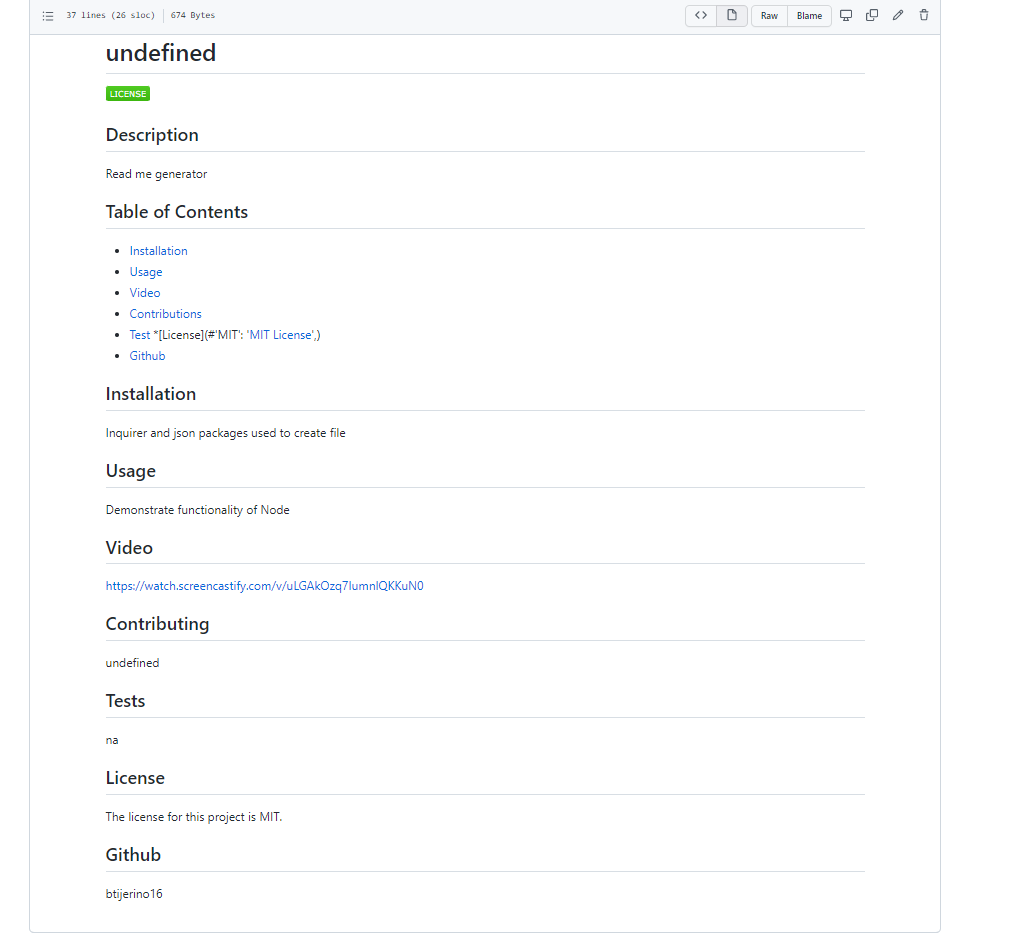 37 lines (26 sloc) 674 Bytes <> Raw Blame
undefined
LICENSE
Description
Read me generator
Table of Contents
• Installation
• Usage
• Video
• Contributions
• Test *[License](#'MIT': 'MIT License',)
• Github
Installation
Inquirer and json packages used to create file
Usage
Demonstrate functionality of Node
Video
https://watch.screencastify.com/v/uLGAkOzq7IumnlQKKuN0
Contributing
undefined
Tests
na
License
The license for this project is MIT.
Github
btijerino16